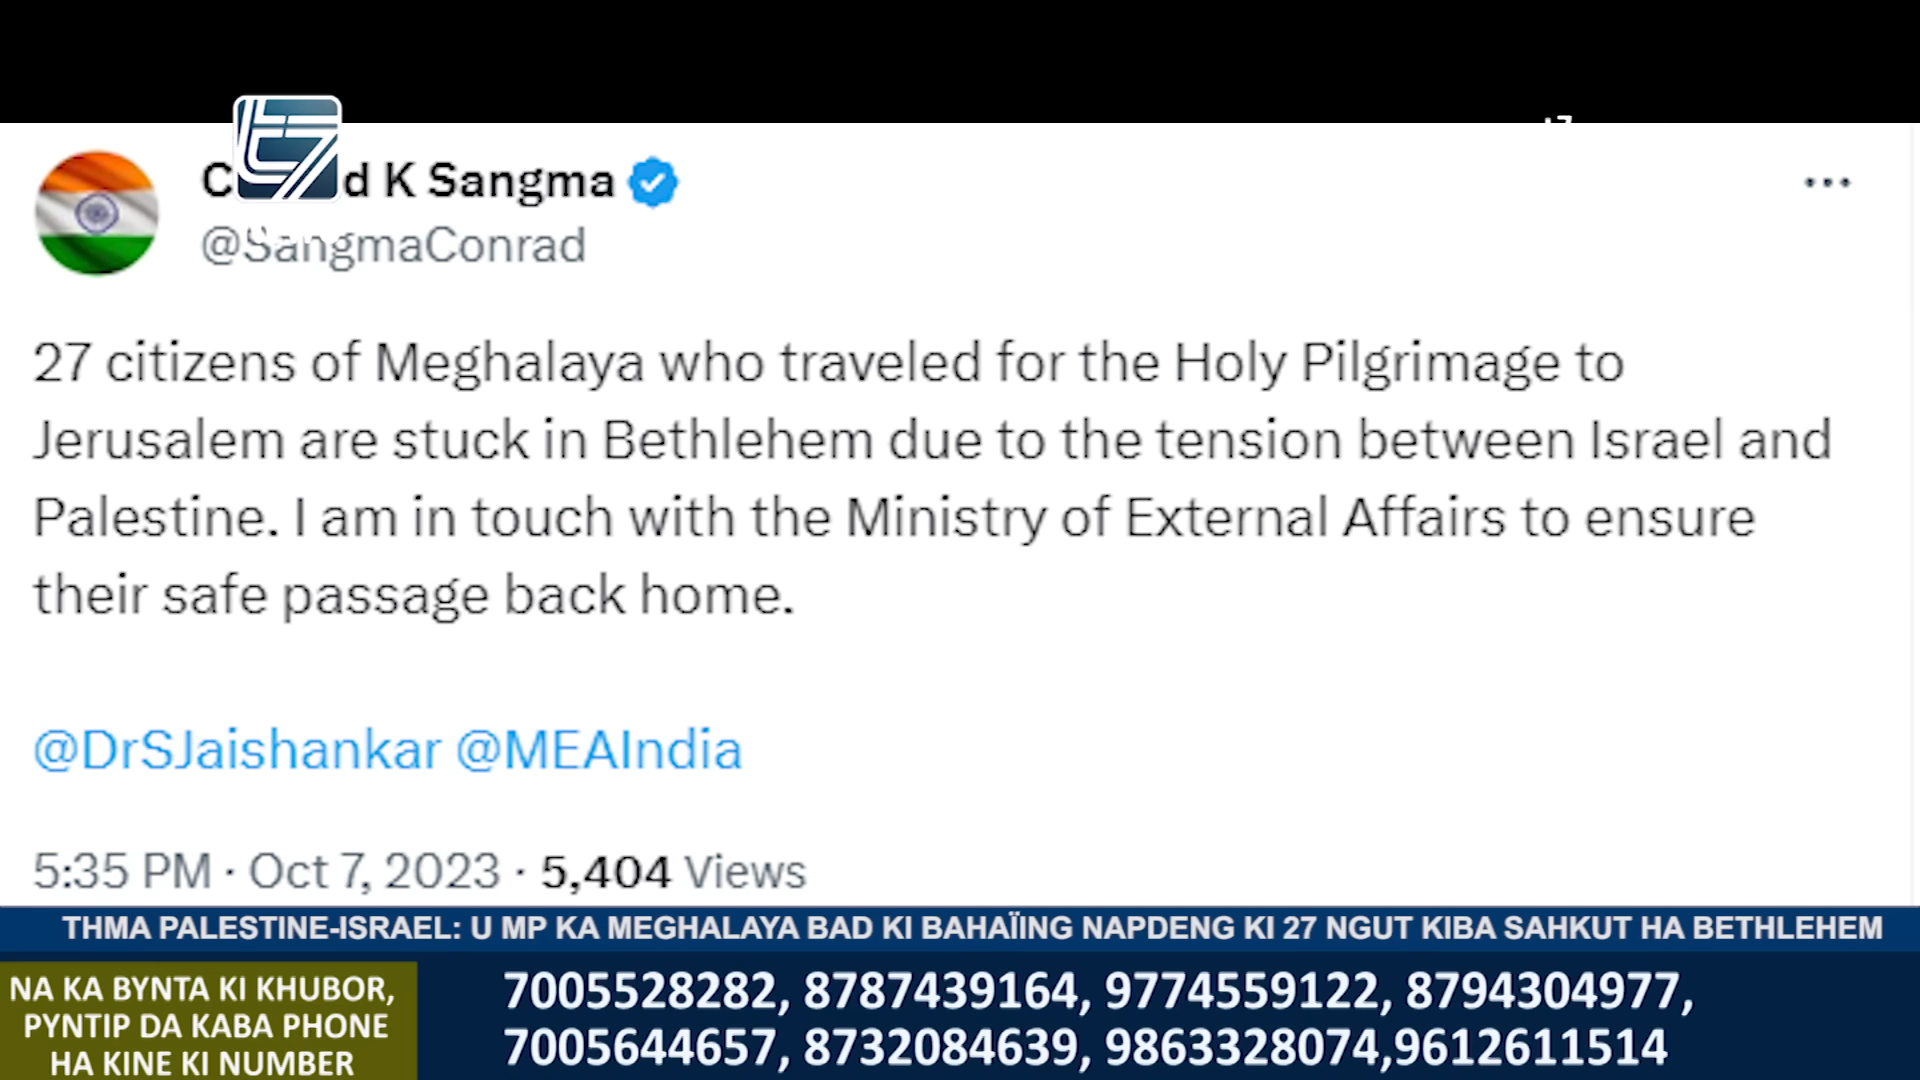 d K Sangma
@SangmaConrad
27 citizens of Meghalaya who traveled for the Holy Pilgrimage to
Jerusalem are stuck in Bethlehem due to the tension between Israel and
Palestine. I am in touch with the Ministry of External Affairs to ensure
their safe passage back home.
@DrSJaishankar @MEAIndia
5:35 PM · Oct 7, 2023 · 5,404 Views
THMA PALESTINE-ISRAEL: U MP KA MEGHALAYA BAD KI BAHAÏING NAPDENG KI 27 NGUT KIBA SAHKUT HA BETHLEHEM
NA KA BYNTA KI KHUBOR,
PYNTIP DA KABA PHONE
HA KINE KI NUMBER
7005528282, 8787439164, 9774559122, 8794304977,
7005644657, 8732084639, 9863328074,9612611514